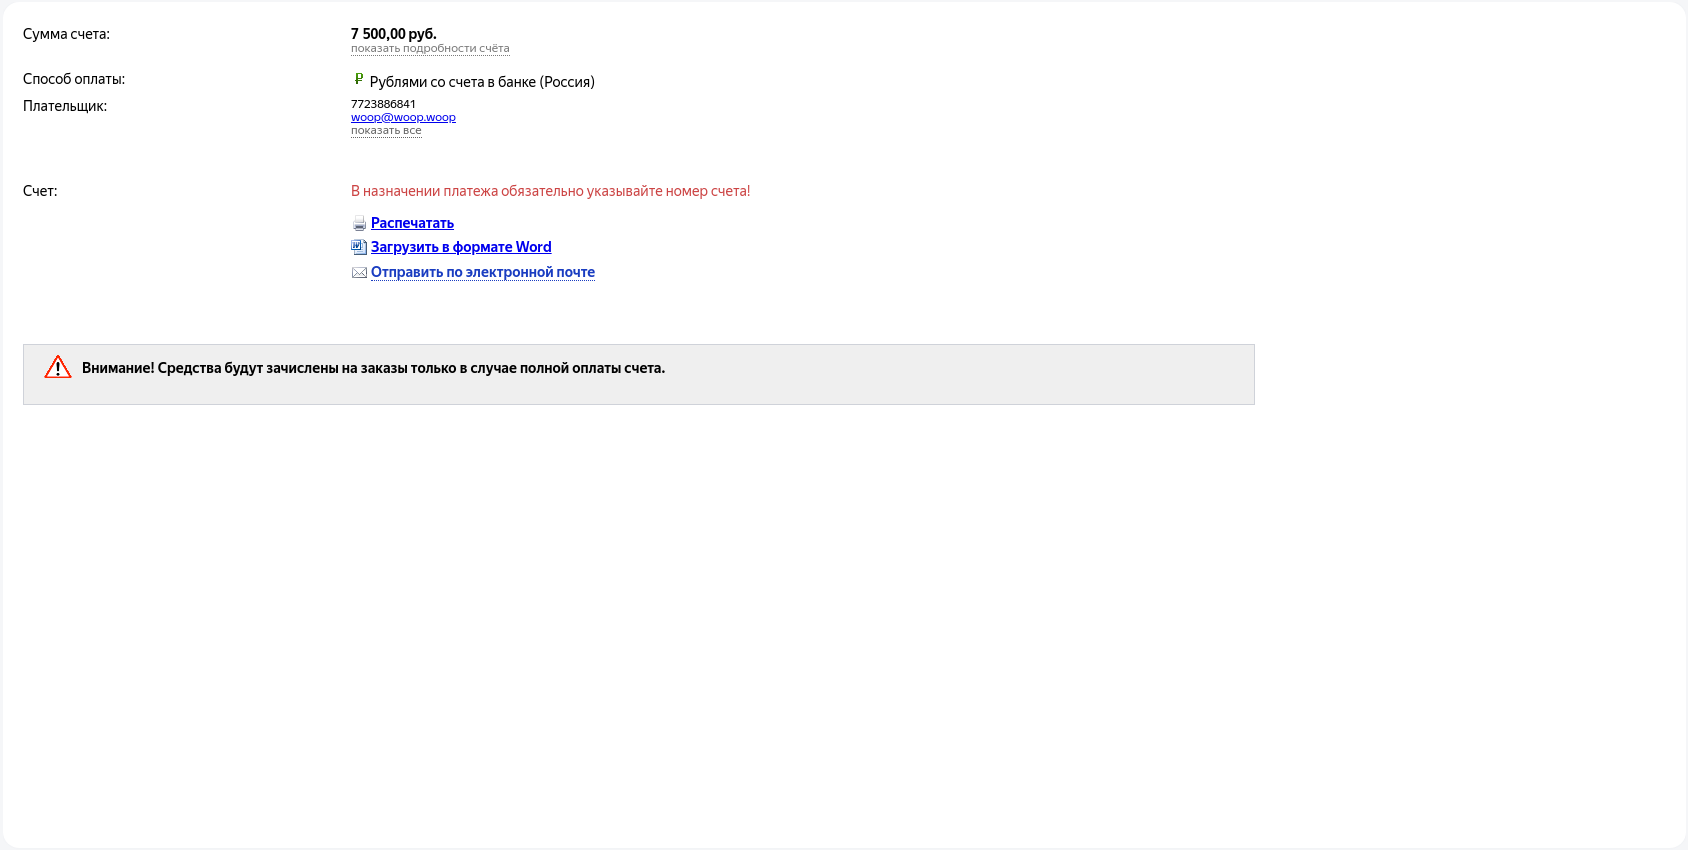 Сумма счета:
7 500,00 руб.
показать подробности счёта
Способ оплаты:
₽ Рублями со счета в банке (Россия)
Плательщик:
7723886841
woop@woop.woop
показать все
Счет:
В назначении платежа обязательно указывайте номер счета!
Распечатать
Загрузить в формате Word
Отправить по электронной почте
Внимание! Средства будут зачислены на заказы только в случае полной оплаты счета.